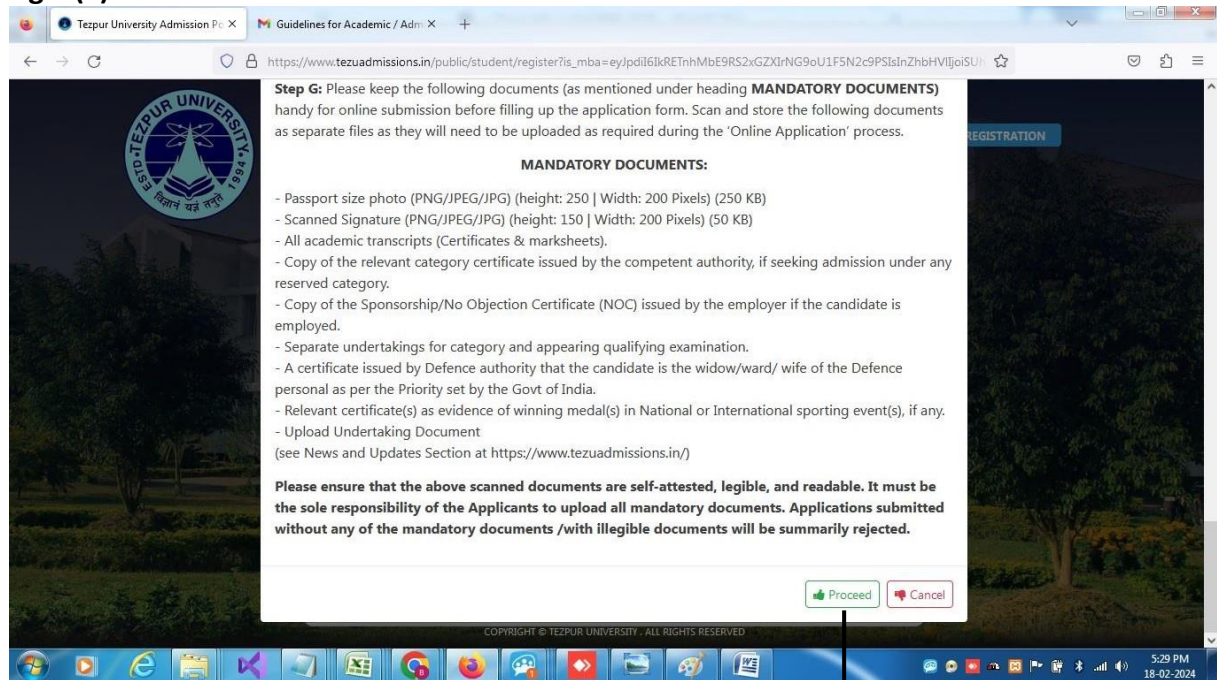 Tezpur University Admission Po
Guidelines for Academic / Adm
https://www.tezuadmissions.in/public/student/register?is_mba=
Step G: Please keep the following documents (as mentioned under heading MANDATORY DOCUMENTS)
handy for online submission before filling up the application form. Scan and store the following documents
as separate files as they will need to be uploaded as required during the 'Online Application' process.
REGISTRATION
TEZPUR UNIVERSITY
ESTD. 1994
विज्ञानं यज्ञं तनुते
MANDATORY DOCUMENTS:
- Passport size photo (PNG/JPEG/JPG) (height: 250 | Width: 200 Pixels) (250 KB)
- Scanned Signature (PNG/JPEG/JPG) (height: 150 | Width: 200 Pixels) (50 KB)
- All academic transcripts (Certificates & marksheets).
- Copy of the relevant category certificate issued by the competent authority, if seeking admission under any
reserved category.
- Copy of the Sponsorship/No Objection Certificate (NOC) issued by the employer if the candidate is
employed.
- Separate undertakings for category and appearing qualifying examination.
- A certificate issued by Defence authority that the candidate is the widow/ward/ wife of the Defence
personal as per the Priority set by the Govt of India.
- Relevant certificate(s) as evidence of winning medal(s) in National or International sporting event(s), if any.
- Upload Undertaking Document
(see News and Updates Section at https://www.tezuadmissions.in/)
Please ensure that the above scanned documents are self-attested, legible, and readable. It must be
the sole responsibility of the Applicants to upload all mandatory documents. Applications submitted
without any of the mandatory documents /with illegible documents will be summarily rejected.
Proceed
Cancel
COPYRIGHT © TEZPUR UNIVERSITY . ALL RIGHTS RESERVED
5:29 PM
18-02-2024